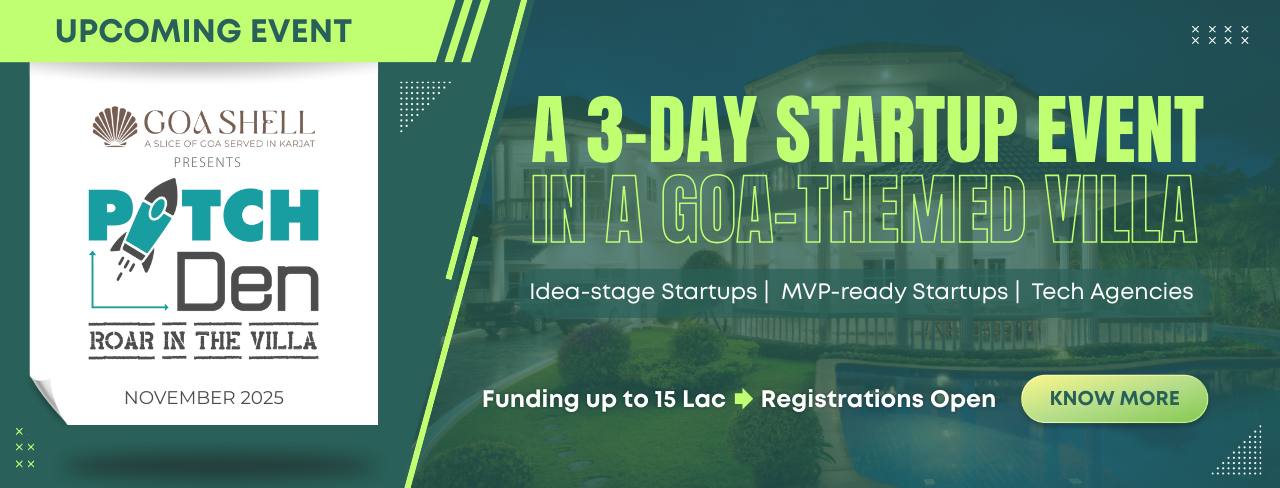 UPCOMING EVENT
GOA SHELL
A SLICE OF GOA SERVED IN KARJAT
PRESENTS
PITCH
Den
ROAR IN THE VILLA
NOVEMBER 2025
A 3-DAY STARTUP EVENT
IN A GOA-THEMED VILLA
Idea-stage Startups | MVP-ready Startups | Tech Agencies
Funding up to 15 Lac Registrations Open
KNOW MORE